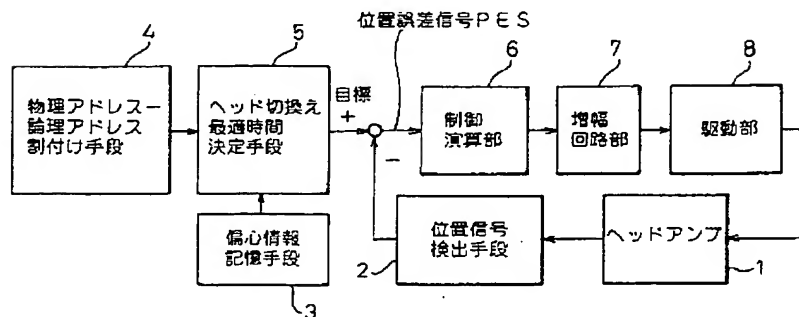 4
物理アドレスー
論理アドレス
割付け手段
5
ヘッド切換え
最適時間
決定手段
目標
+
−
位置誤差信号PES
6
制御
演算部
7
増幅
回路部
8
駆動部
偏心情報
記憶手段
3
位置信号
検出手段
2
ヘッドアンプ
1